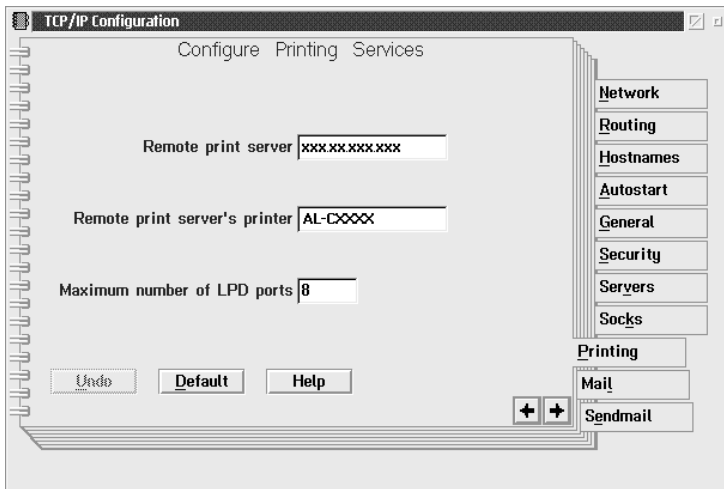 TCP/IP Configuration
Configure Printing Services
Remote print server xxx.xx.xxx.xxx
Remote print server's printer AL-CXXXX
Maximum number of LPD ports 8
Undo Default Help
Network
Routing
Hostnames
Autostart
General
Security
Servers
Socks
Printing
Mail
Sendmail